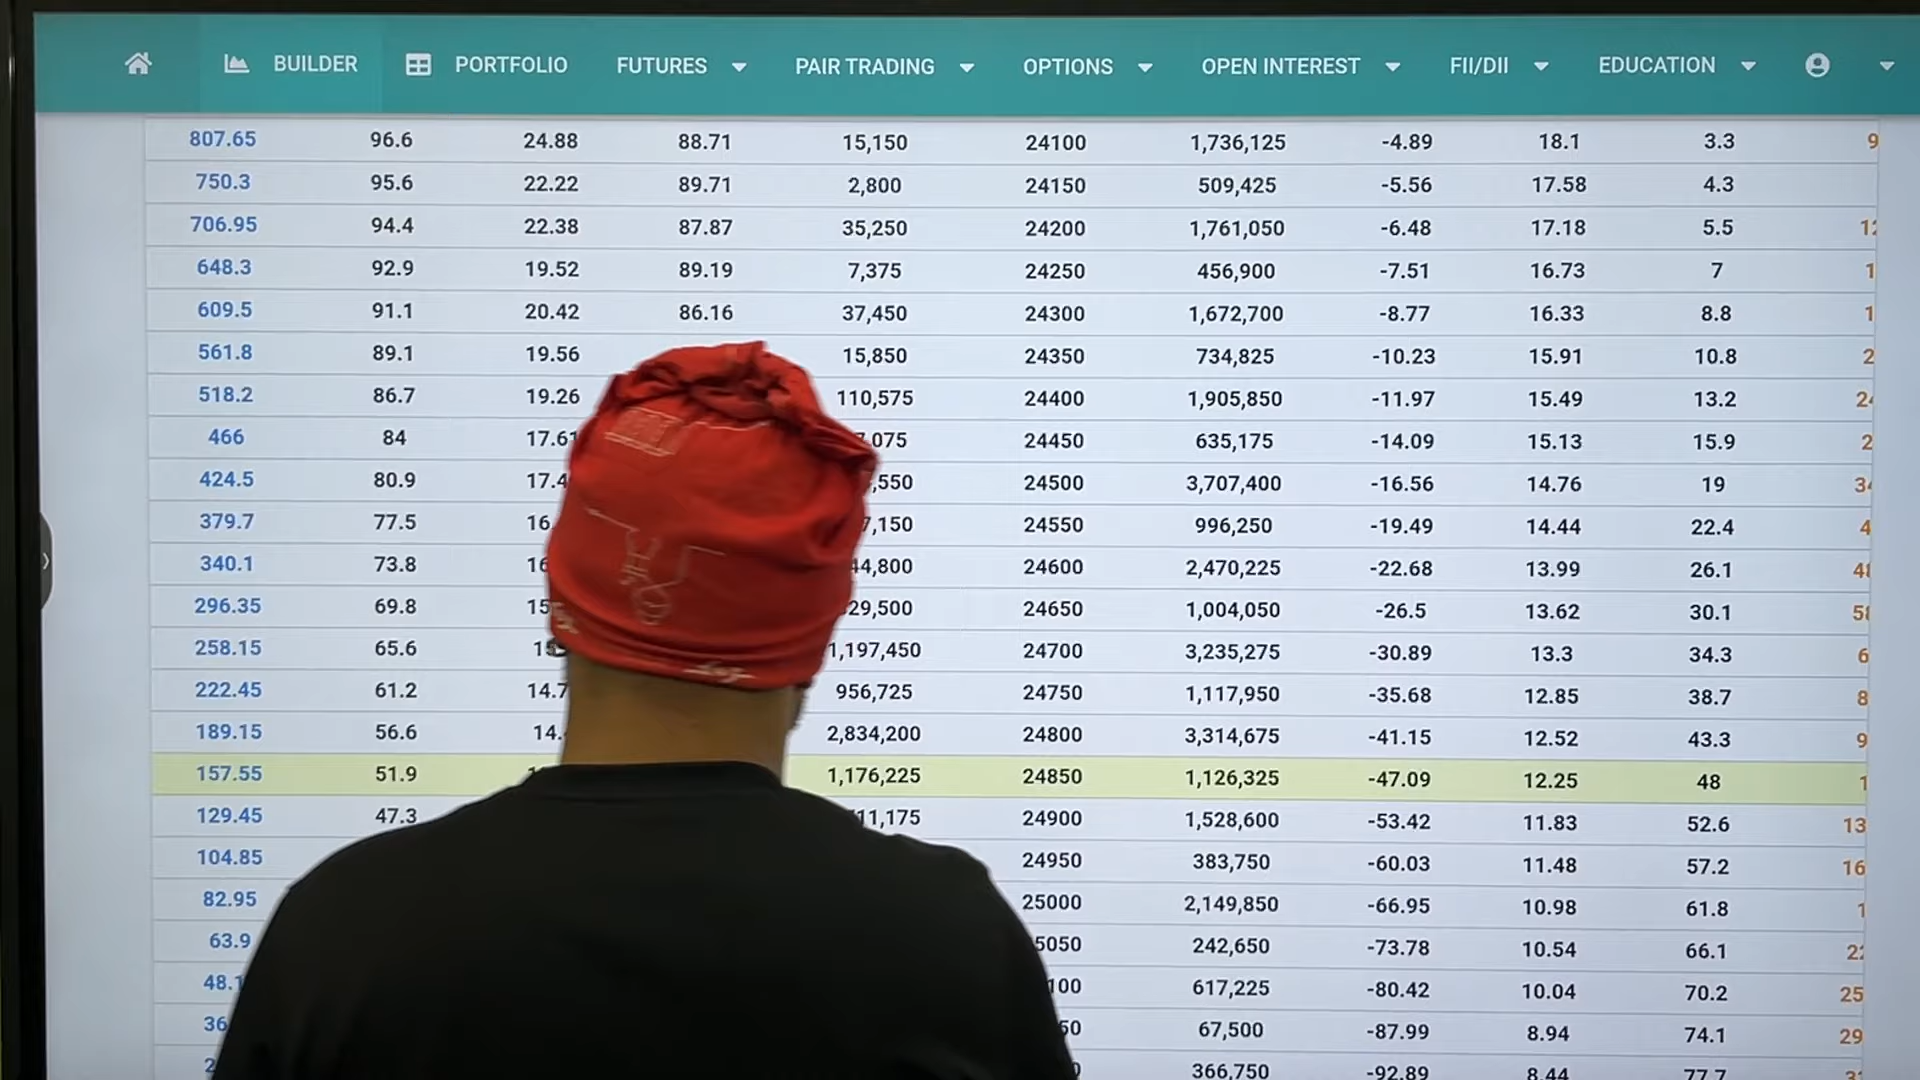 BUILDER PORTFOLIO FUTURES PAIR TRADING OPTIONS OPEN INTEREST FII/DII EDUCATION
807.65 96.6 24.88 88.71 15,150 24100 1,736,125 -4.89 18.1 3.3
750.3 95.6 22.22 89.71 2,800 24150 509,425 -5.56 17.58 4.3
706.95 94.4 22.38 87.87 35,250 24200 1,761,050 -6.48 17.18 5.5
648.3 92.9 19.52 89.19 7,375 24250 456,900 -7.51 16.73 7
609.5 91.1 20.42 86.16 37,450 24300 1,672,700 -8.77 16.33 8.8
561.8 89.1 19.56 15,850 24350 734,825 -10.23 15.91 10.8
518.2 86.7 19.26 110,575 24400 1,905,850 -11.97 15.49 13.2
466 84 24450 635,175 -14.09 15.13 15.9
424.5 80.9 24500 3,707,400 -16.56 14.76 19
379.7 77.5 24550 996,250 -19.49 14.44 22.4
340.1 73.8 24600 2,470,225 -22.68 13.99 26.1
296.35 69.8 24650 1,004,050 -26.5 13.62 30.1
258.15 65.6 1,197,450 24700 3,235,275 -30.89 13.3 34.3
222.45 61.2 956,725 24750 1,117,950 -35.68 12.85 38.7
189.15 56.6 2,834,200 24800 3,314,675 -41.15 12.52 43.3
157.55 51.9 1,176,225 24850 1,126,325 -47.09 12.25 48
129.45 47.3 24900 1,528,600 -53.42 11.83 52.6
104.85 24950 383,750 -60.03 11.48 57.2
82.95 25000 2,149,850 -66.95 10.98 61.8
63.9 242,650 -73.78 10.54 66.1
617,225 -80.42 10.04 70.2
67,500 -87.99 8.94 74.1
366,750 -92.89 8.44 77.7